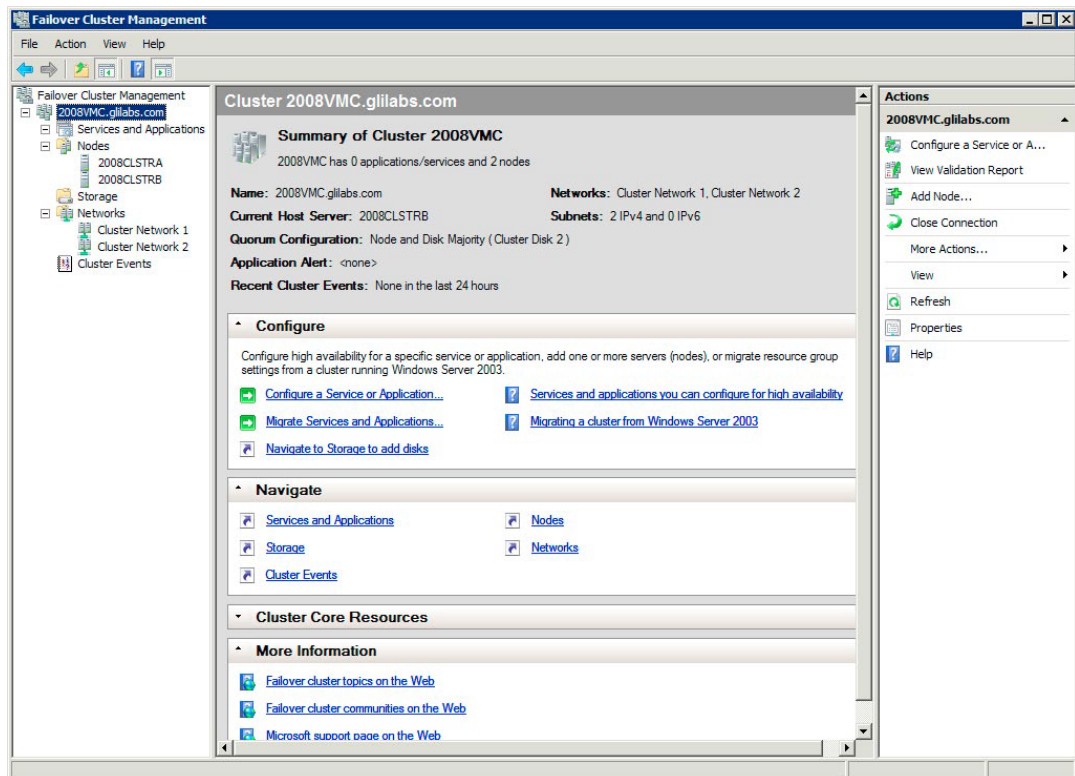 Failover Cluster Management
File Action View Help
Failover Cluster Management
2008VMC.glilabs.com
Services and Applications
Nodes
2008CLSTRA
2008CLSTRB
Storage
Networks
Cluster Network 1
Cluster Network 2
Cluster Events
Cluster 2008VMC.glilabs.com
Summary of Cluster 2008VMC
2008VMC has 0 applications/services and 2 nodes
Name: 2008VMC.glilabs.com
Networks: Cluster Network 1, Cluster Network 2
Current Host Server: 2008CLSTRB
Subnets: 2 IPv4 and 0 IPv6
Quorum Configuration: Node and Disk Majority (Cluster Disk 2)
Application Alert: <none>
Recent Cluster Events: None in the last 24 hours
Configure
Configure high availability for a specific service or application, add one or more servers (nodes), or migrate resource group
settings from a cluster running Windows Server 2003.
Configure a Service or Application...
Services and applications you can configure for high availability
Migrate Services and Applications...
Migrating a cluster from Windows Server 2003
Navigate to Storage to add disks
Navigate
Services and Applications
Nodes
Storage
Networks
Cluster Events
Cluster Core Resources
More Information
Failover cluster topics on the Web
Failover cluster communities on the Web
Microsoft support page on the Web
Actions
2008VMC.glilabs.com
Configure a Service or A...
View Validation Report
Add Node...
Close Connection
More Actions...
View
Refresh
Properties
Help